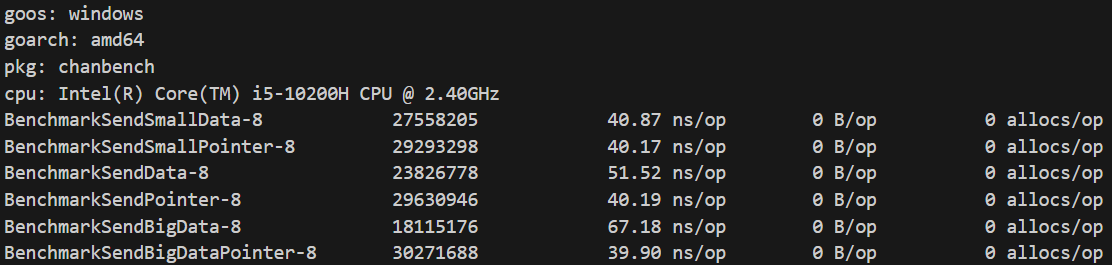 goos: windows
goarch: amd64
pkg: chanbench
cpu: Intel(R) Core(TM) i5-10200H CPU @ 2.40GHz
BenchmarkSendSmallData-8 27558205 40.87 ns/op 0 B/op 0 allocs/op
BenchmarkSendSmallPointer-8 29293298 40.17 ns/op 0 B/op 0 allocs/op
BenchmarkSendData-8 23826778 51.52 ns/op 0 B/op 0 allocs/op
BenchmarkSendPointer-8 29630946 40.19 ns/op 0 B/op 0 allocs/op
BenchmarkSendBigData-8 18115176 67.18 ns/op 0 B/op 0 allocs/op
BenchmarkSendBigDataPointer-8 30271688 39.90 ns/op 0 B/op 0 allocs/op